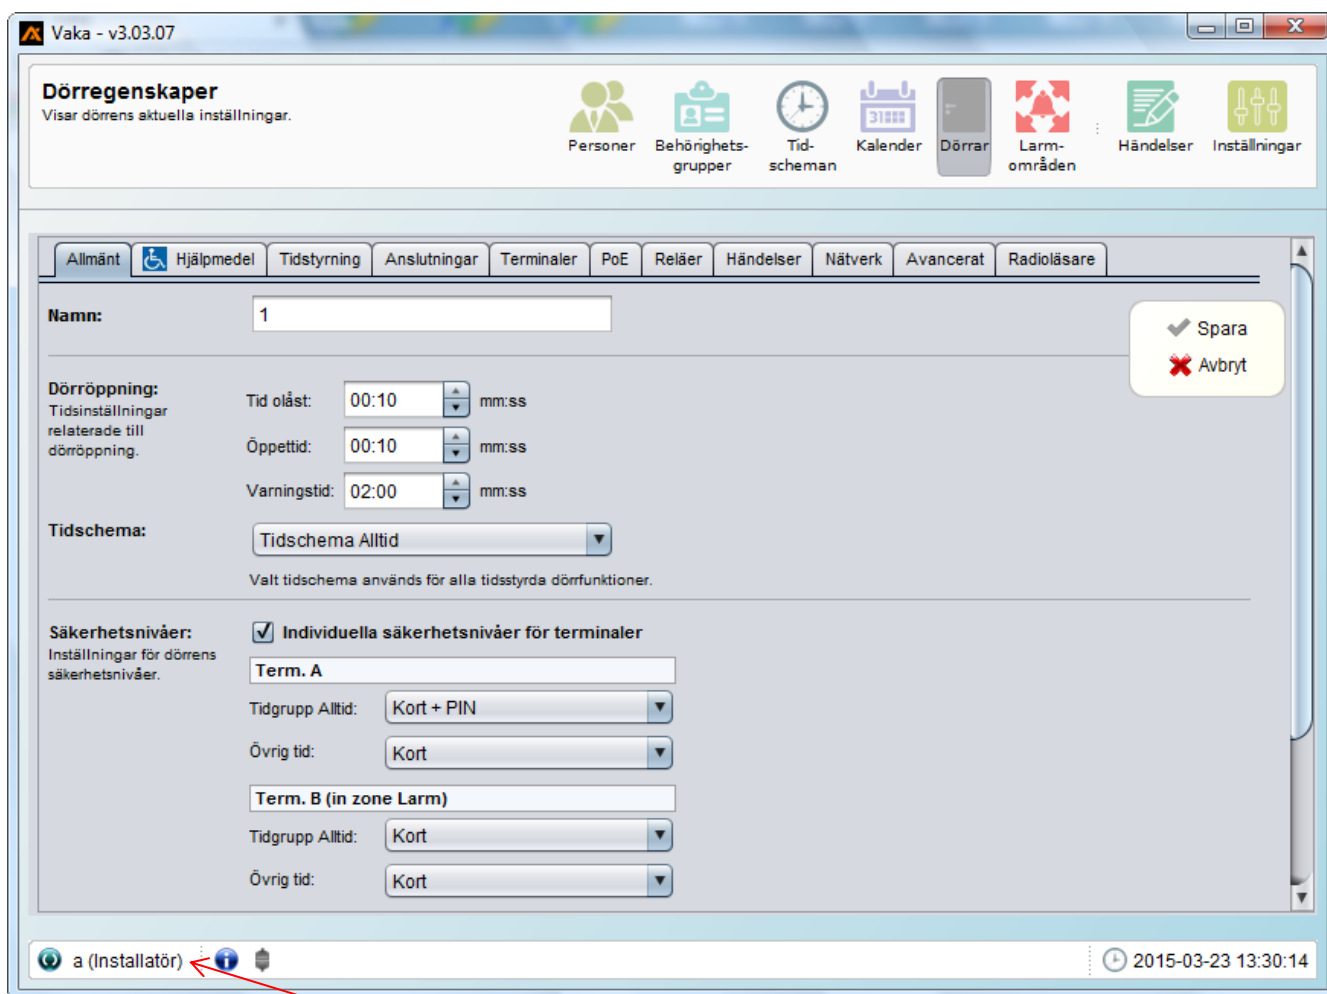 Vaka - v3.03.07
Dörregenskaper
Visar dörrens aktuella inställningar.
Personer
Behörighets-
grupper
Tid-
scheman
31
Kalender
Dörrar
Larm-
områden
Händelser
Inställningar
Allmänt
Hjälpmedel
Tidstyrning
Anslutningar
Terminaler
PoE
Reläer
Händelser
Nätverk
Avancerat
Radioläsare
Namn:
1
Spara
Avbryt
Dörröppning:
Tidsinställningar
relaterade till
dörröppning.
Tid olåst:
00:10
mm:ss
Öppettid:
00:10
mm:ss
Varningstid:
02:00
mm:ss
Tidschema:
Tidschema Alltid
Valt tidschema används för alla tidsstyrda dörrfunktioner.
Säkerhetsnivåer:
Inställningar för dörrens
säkerhetsnivåer.
Individuella säkerhetsnivåer för terminaler
Term. A
Tidgrupp Alltid:
Kort + PIN
Övrig tid:
Kort
Term. B (in zone Larm)
Tidgrupp Alltid:
Kort
Övrig tid:
Kort
a (Installatör)
2015-03-23 13:30:14